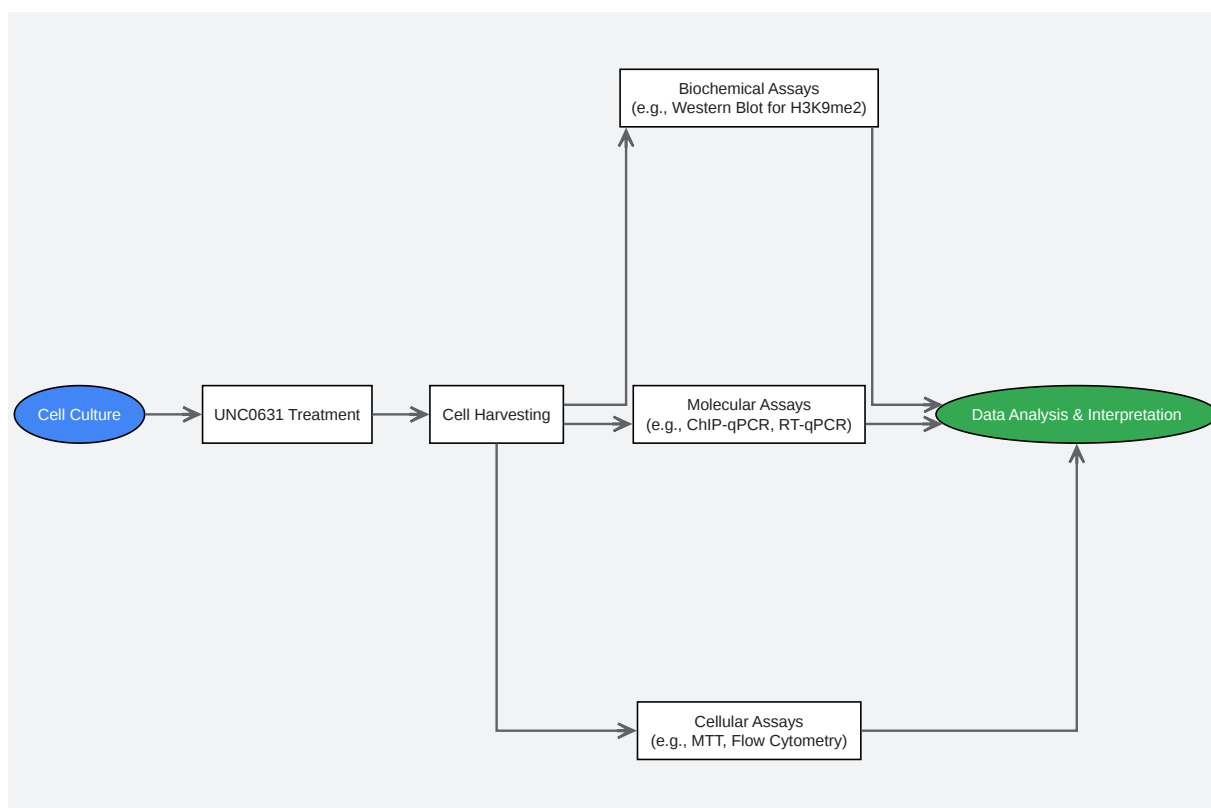 Biochemical Assays
(e.g., Western Blot for H3K9me2)
Cell Culture
UNC0631 Treatment
Cell Harvesting
Molecular Assays
(e.g., ChIP-qPCR, RT-qPCR)
Data Analysis & Interpretation
Cellular Assays
(e.g., MTT, Flow Cytometry)